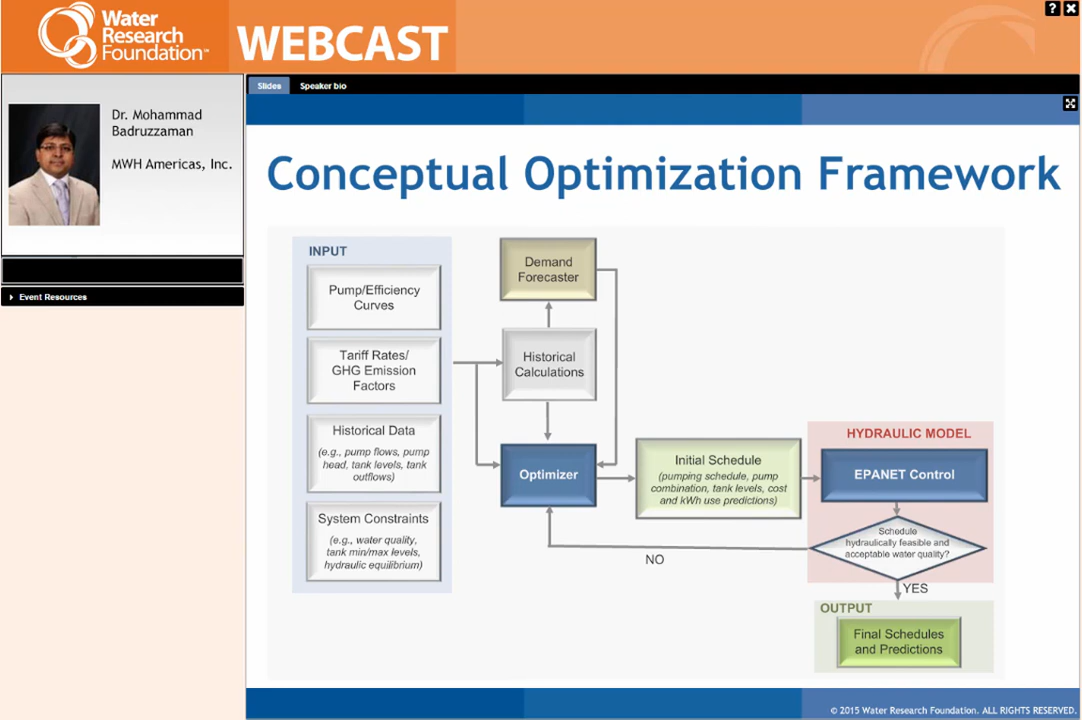 Water
Research
Foundation™
WEBCAST
? X
Dr. Mohammad
Badruzzaman
MWH Americas, Inc.
Event Resources
Slides
Speaker bio
Conceptual Optimization Framework
INPUT
Pump/Efficiency
Curves
Tariff Rates/
GHG Emission
Factors
Historical Data
(e.g., pump flows, pump
head, tank levels, tank
outflows)
System Constraints
(e.g., water quality,
tank min/max levels,
hydraulic equilibrium)
Demand
Forecaster
Historical
Calculations
Optimizer
Initial Schedule
(pumping schedule, pump
combination, tank levels, cost
and kWh use predictions)
HYDRAULIC MODEL
EPANET Control
Schedule
hydraulically feasible and
acceptable water quality?
NO
YES
OUTPUT
Final Schedules
and Predictions
© 2015 Water Research Foundation. ALL RIGHTS RESERVED.